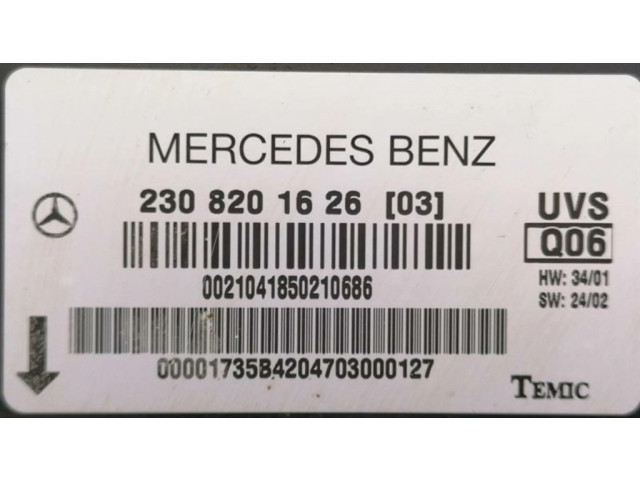 MERCEDES BENZ
230 820 16 26 [03]
UVS
Q06
0021041850210686
HW: 34/01
SW: 24/02
00001735B4204703000127
TEMIC